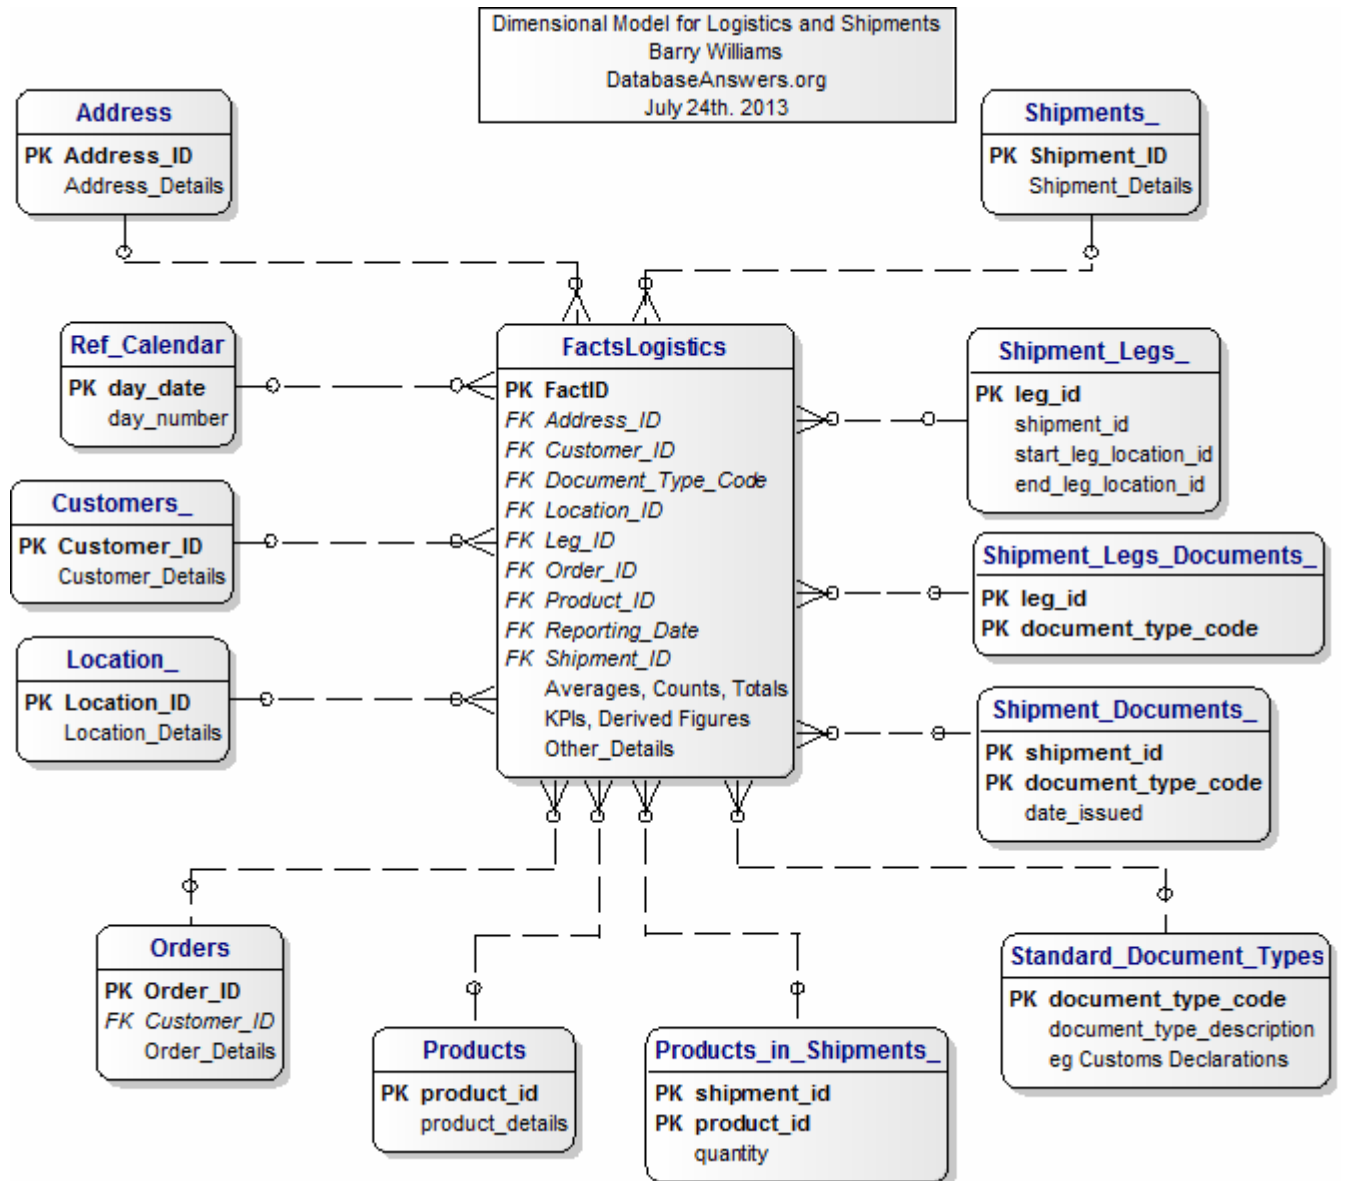 Dimensional Model for Logistics and Shipments
Barry Williams
DatabaseAnswers.org
July 24th. 2013
Address
PK Address_ID
Address_Details
Shipments_
PK Shipment_ID
Shipment_Details
Ref_Calendar
PK day_date
day_number
Customers_
PK Customer_ID
Customer_Details
Location_
PK Location_ID
Location_Details
FactsLogistics
PK FactID
FK Address_ID
FK Customer_ID
FK Document_Type_Code
FK Location_ID
FK Leg_ID
FK Order_ID
FK Product_ID
FK Reporting_Date
FK Shipment_ID
Averages, Counts, Totals
KPIs, Derived Figures
Other_Details
Shipment_Legs_
PK leg_id
shipment_id
start_leg_location_id
end_leg_location_id
Shipment_Legs_Documents_
PK leg_id
PK document_type_code
Shipment_Documents_
PK shipment_id
PK document_type_code
date_issued
Orders
PK Order_ID
FK Customer_ID
Order_Details
Products
PK product_id
product_details
Products_in_Shipments_
PK shipment_id
PK product_id
quantity
Standard_Document_Types
PK document_type_code
document_type_description
eg Customs Declarations